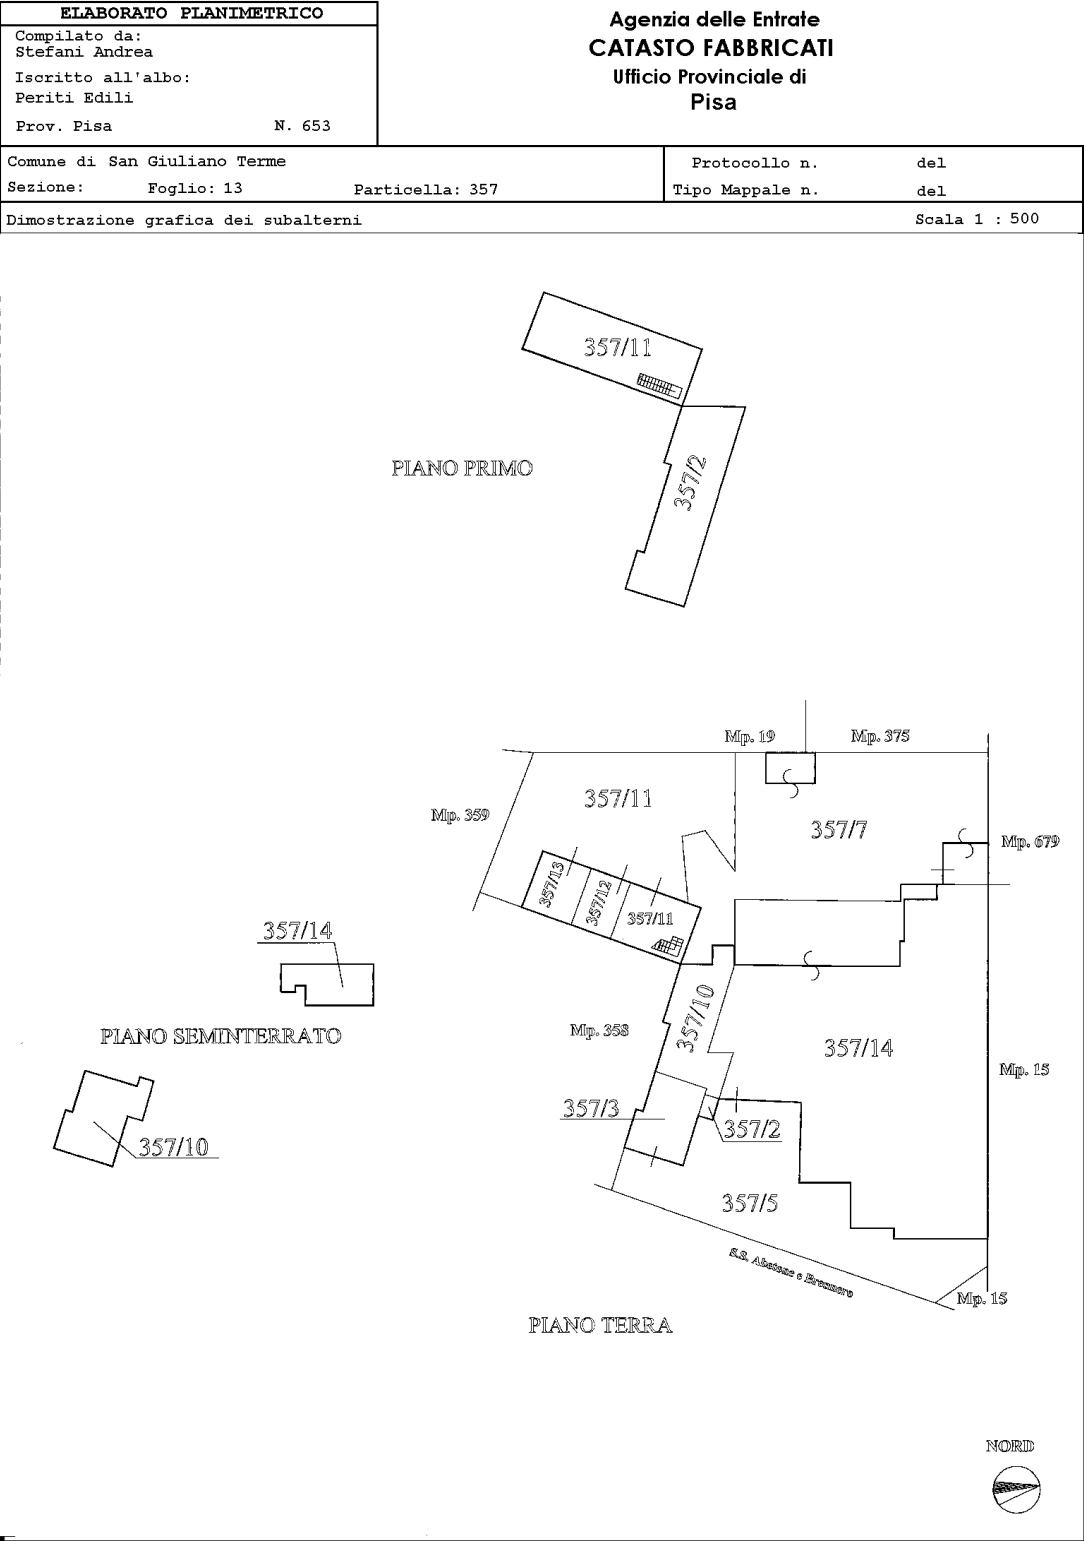 ELABORATO PLANIMETRICO
Compilato da:
Stefani Andrea
Iscritto all'albo:
Periti Edili
Prov. Pisa N. 653
Agenzia delle Entrate
CATASTO FABBRICATI
Ufficio Provinciale di
Pisa
Comune di San Giuliano Terme
Sezione: Foglio: 13 Particella: 357
Protocollo n. del
Tipo Mappale n. del
Dimostrazione grafica dei subalterni Scala 1 : 500
357/11
PIANO PRIMO
357/2
Mp. 19
Mp. 375
357/11
Mp. 359
357/7
Mp. 679
357/13
357/12
357/11
357/14
PIANO SEMINTERRATO
357/10
Mp. 358
357/10
357/14
Mp. 15
357/3
357/2
357/5
S.S. Abetone e Brennero
Mp. 15
PIANO TERRA
NORD